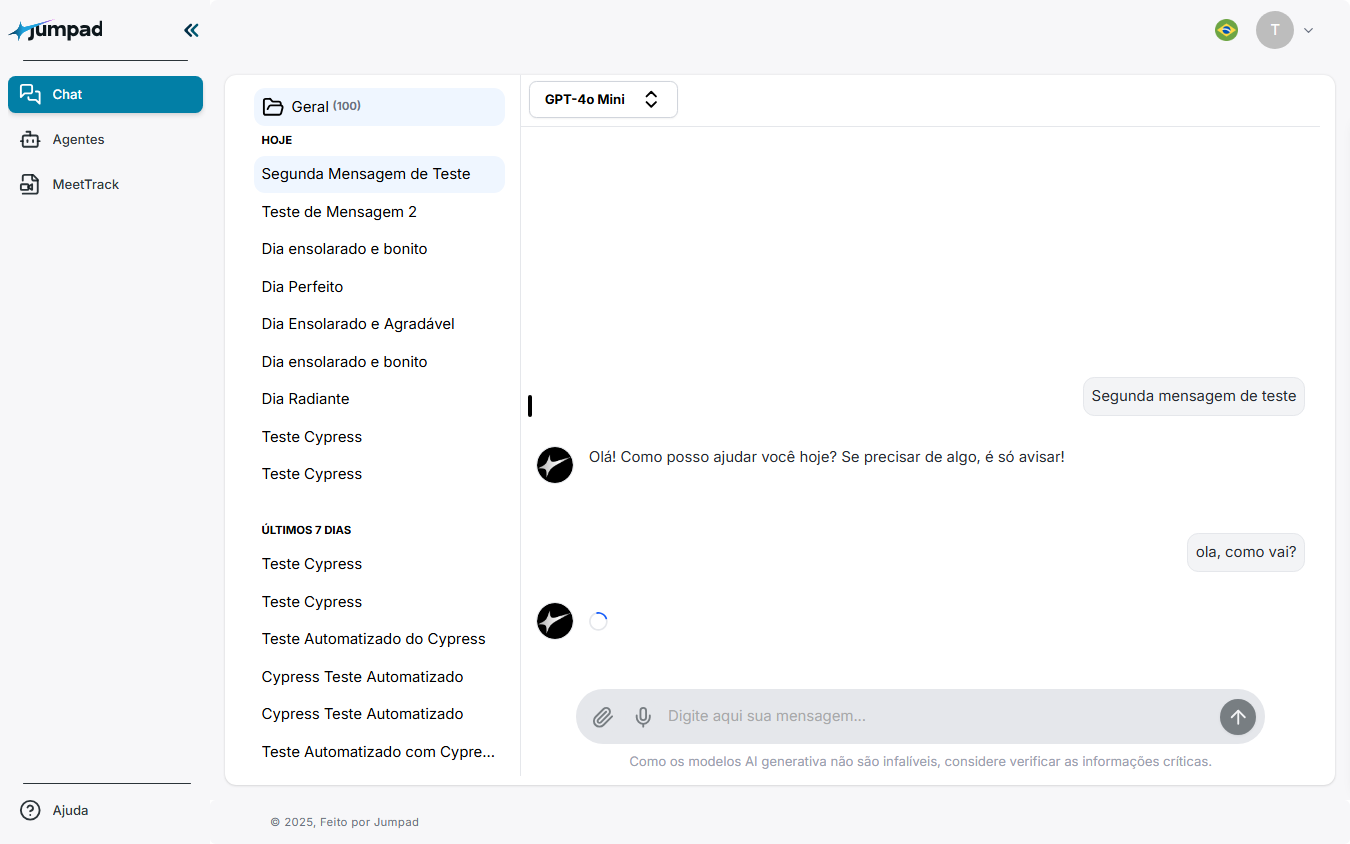 jumpad
Chat
Agentes
MeetTrack
Ajuda
T
Geral (100)
HOJE
Segunda Mensagem de Teste
Teste de Mensagem 2
Dia ensolarado e bonito
Dia Perfeito
Dia Ensolarado e Agradável
Dia ensolarado e bonito
Dia Radiante
Teste Cypress
Teste Cypress
ÚLTIMOS 7 DIAS
Teste Cypress
Teste Cypress
Teste Automatizado do Cypress
Cypress Teste Automatizado
Cypress Teste Automatizado
Teste Automatizado com Cypre...
GPT-4o Mini
Segunda mensagem de teste
Olá! Como posso ajudar você hoje? Se precisar de algo, é só avisar!
ola, como vai?
Digite aqui sua mensagem...
Como os modelos AI generativa não são infalíveis, considere verificar as informações críticas.
© 2025, Feito por Jumpad